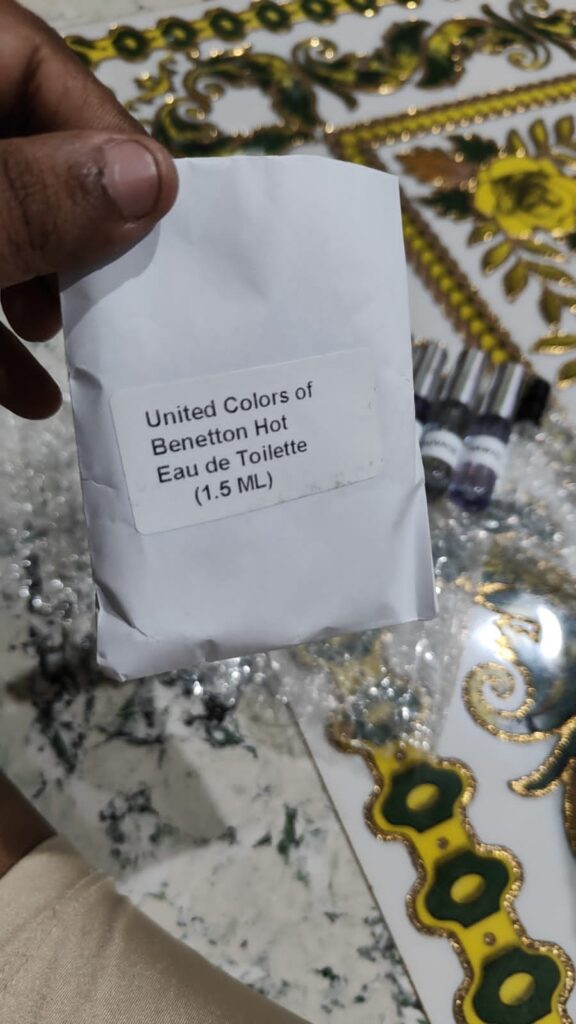 United Colors of
Benetton Hot
Eau de Toilette
(1.5 ML)